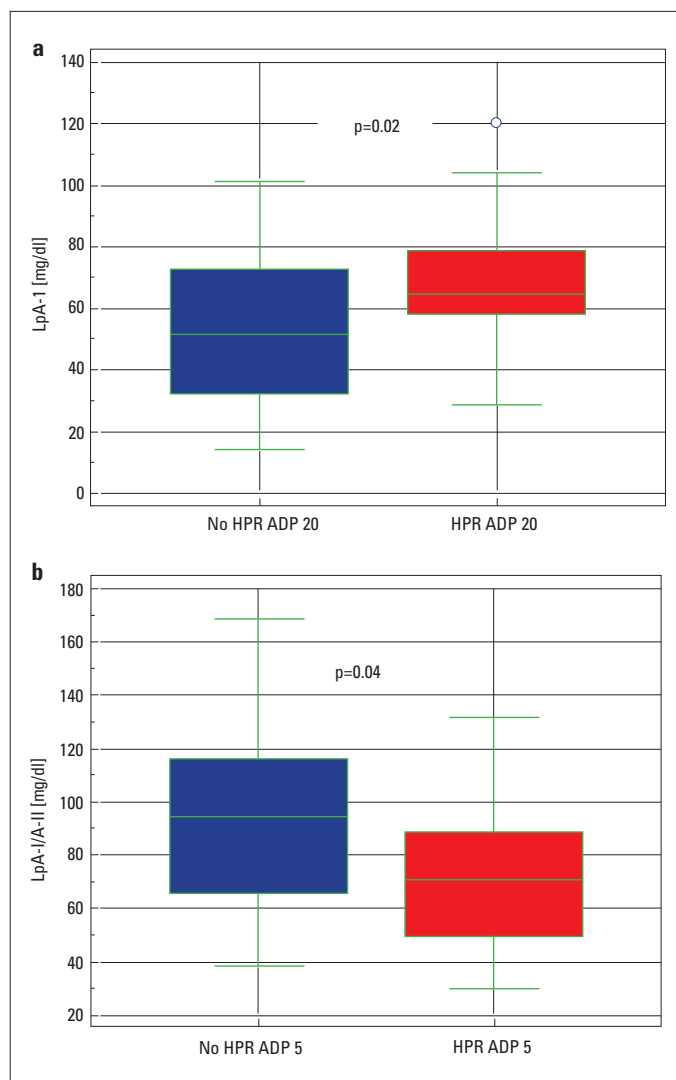 a
140
120
100
80
60
40
20
0
LpA-1 [mg/dl]
p=0.02
No HPR ADP 20 HPR ADP 20
b
180
160
140
120
100
80
60
40
20
LpA-I/A-II [mg/dl]
p=0.04
No HPR ADP 5 HPR ADP 5